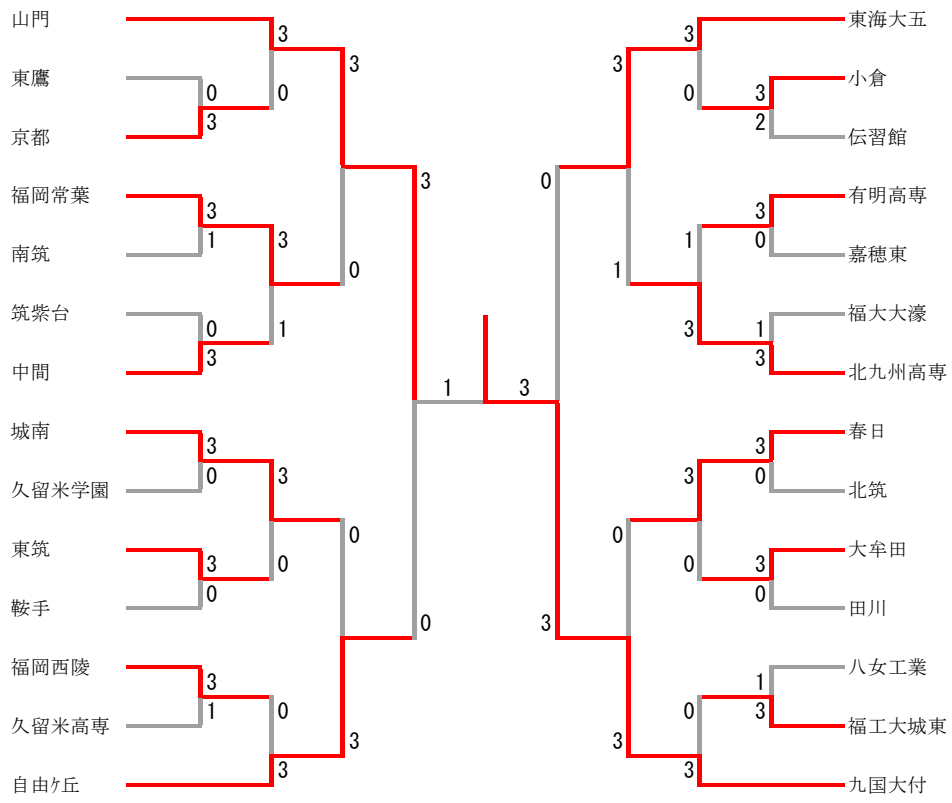 山門
東鷹
京都
福岡常葉
南筑
筑紫台
中間
城南
久留米学園
東筑
鞍手
福岡西陵
久留米高専
自由ケ丘
3
0
0
3
3
1
3
0
3
1
0
3
0
3
0
3
0
3
0
3
1
0
3
3
0
0
3
1
3
0
3
3
3
0
3
2
3
1
3
0
1
3
1
3
3
3
0
0
3
0
0
3
0
1
3
3
東海大五
小倉
伝習館
有明高専
嘉穂東
福大大濠
北九州高専
春日
北筑
大牟田
田川
八女工業
福工大城東
九国大付